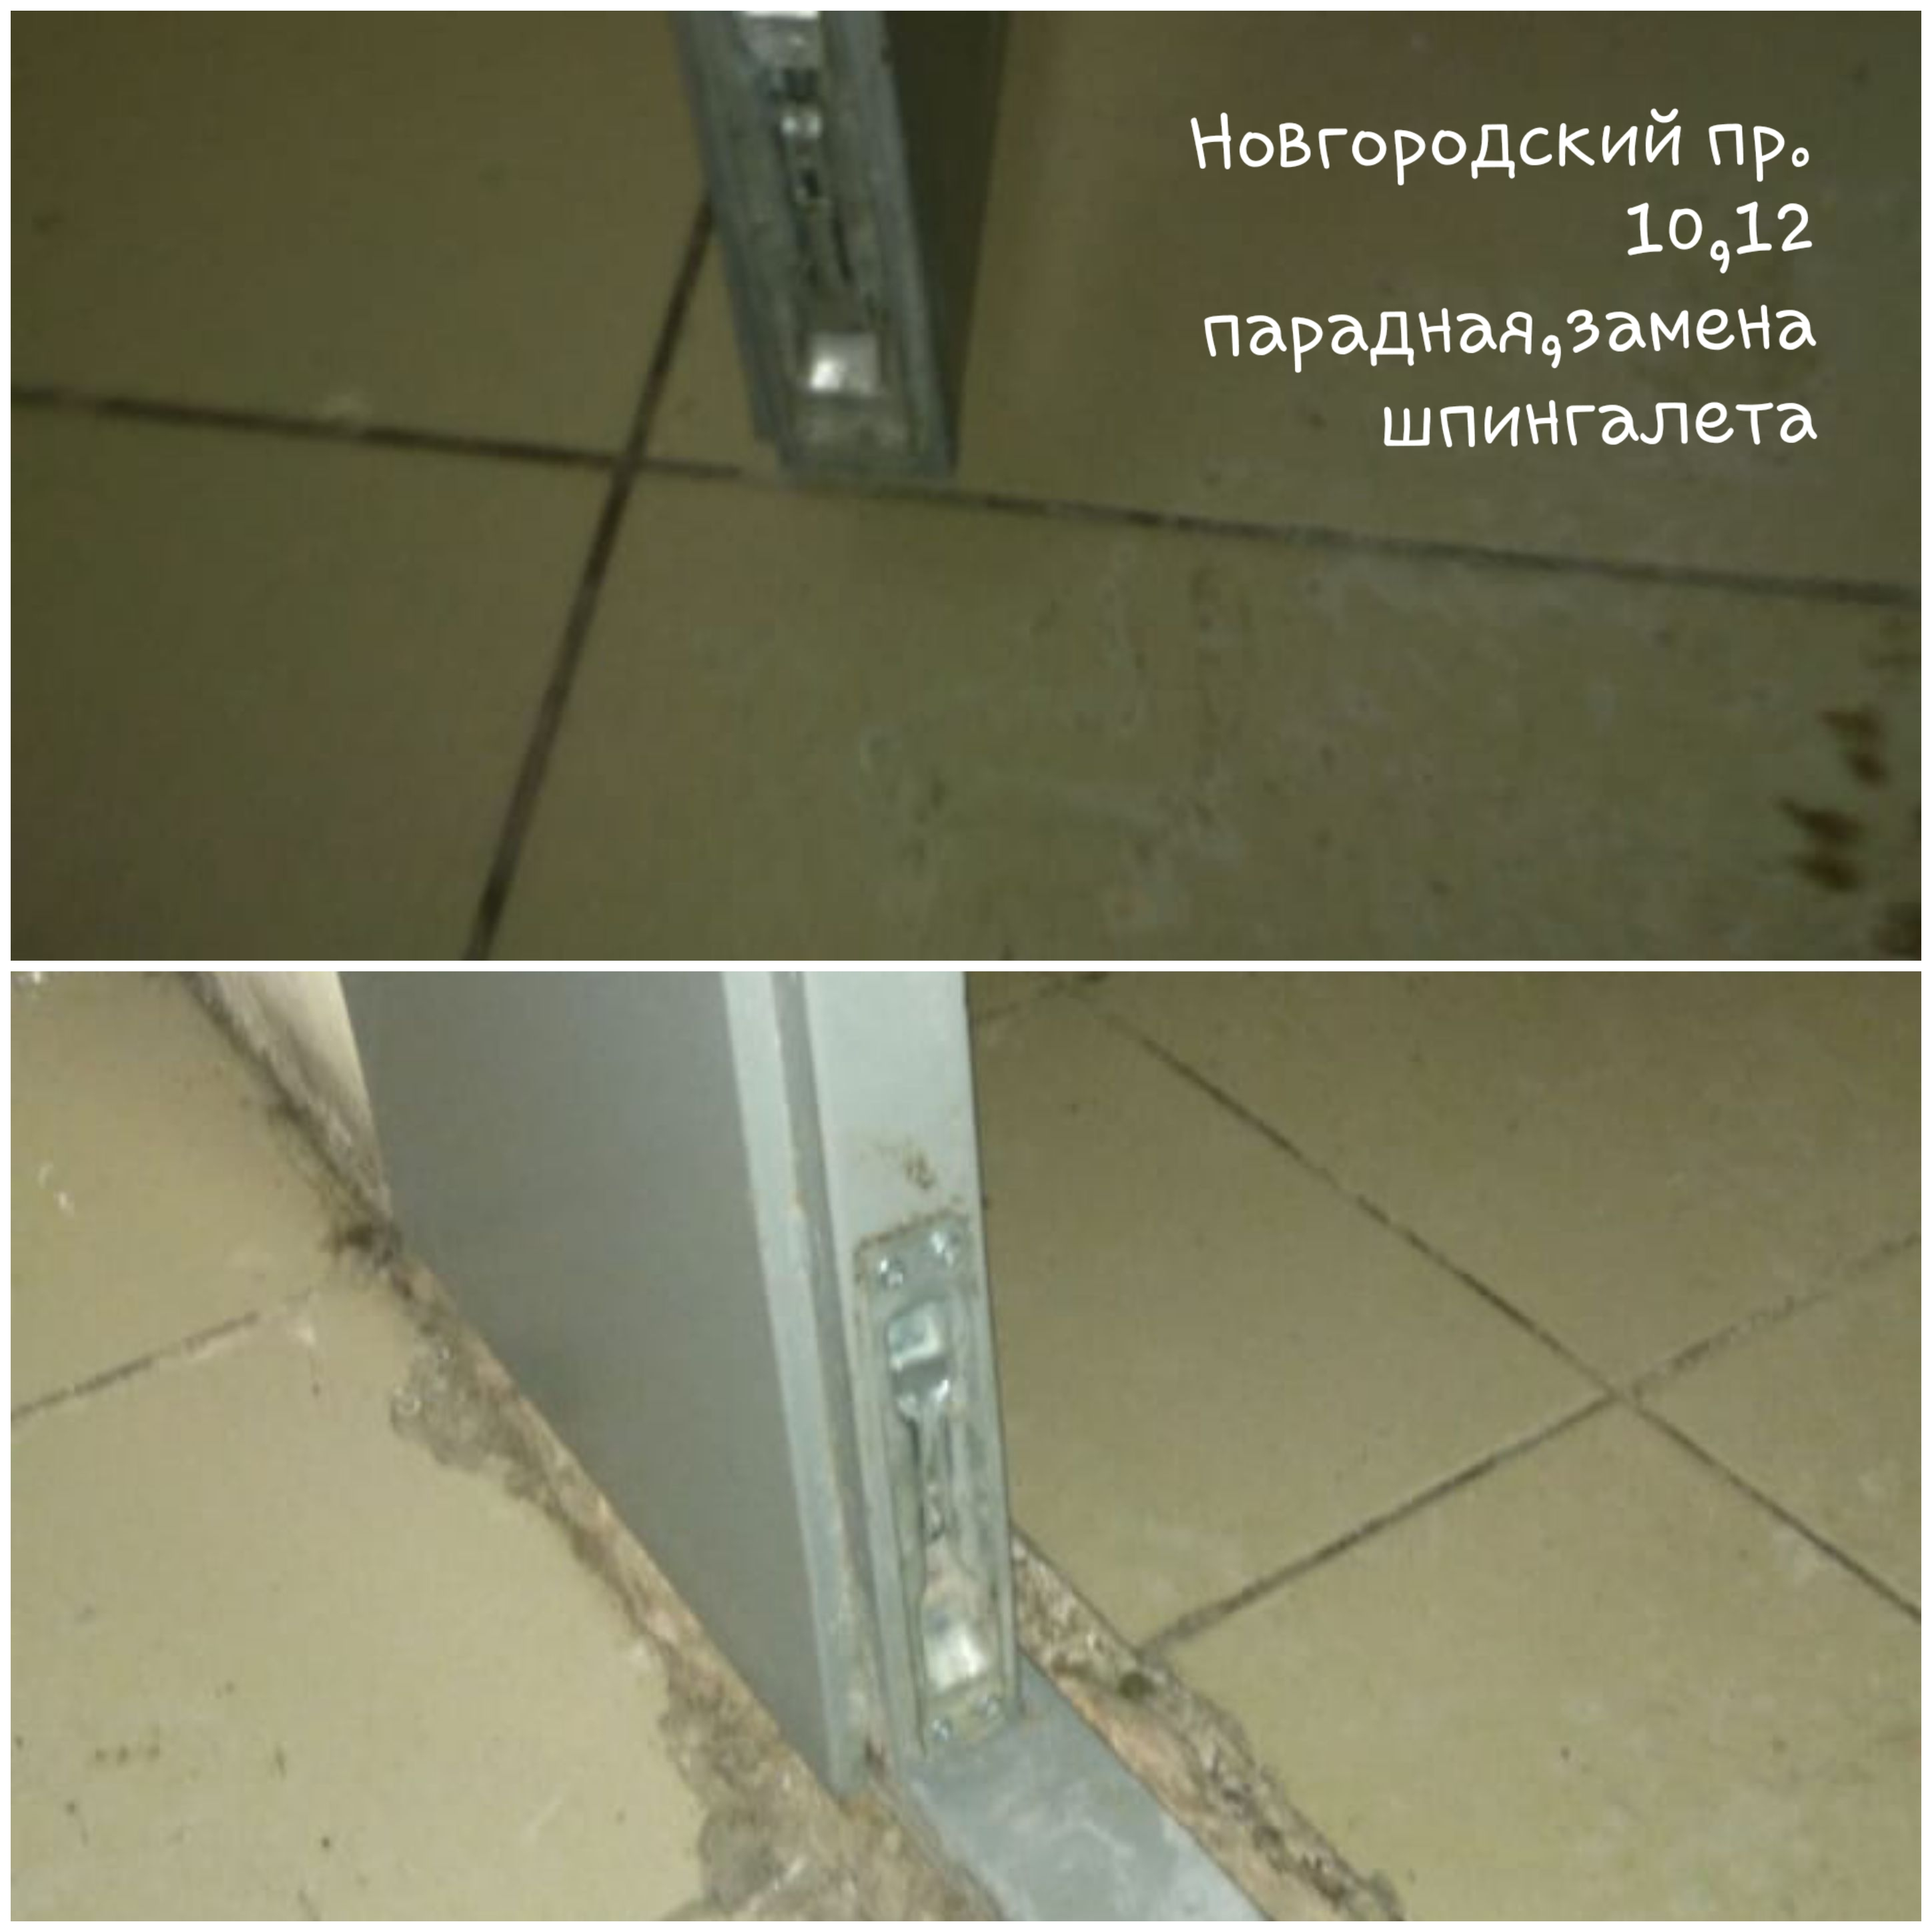 Новгородский пр.
10,12
парадная,замена
шпингалета